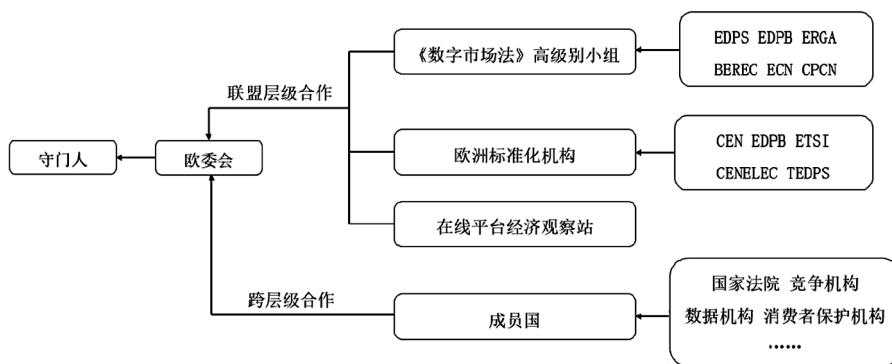 EDPS EDPB ERGA
《数字市场法》高级别小组
BEREC ECN CPCN
联盟层级合作
守门人
欧委会
欧洲标准化机构
CEN EDPB ETSI
CENELEC TEDPS
在线平台经济观察站
跨层级合作
成员国
国家法院 竞争机构
数据机构 消费者保护机构
……